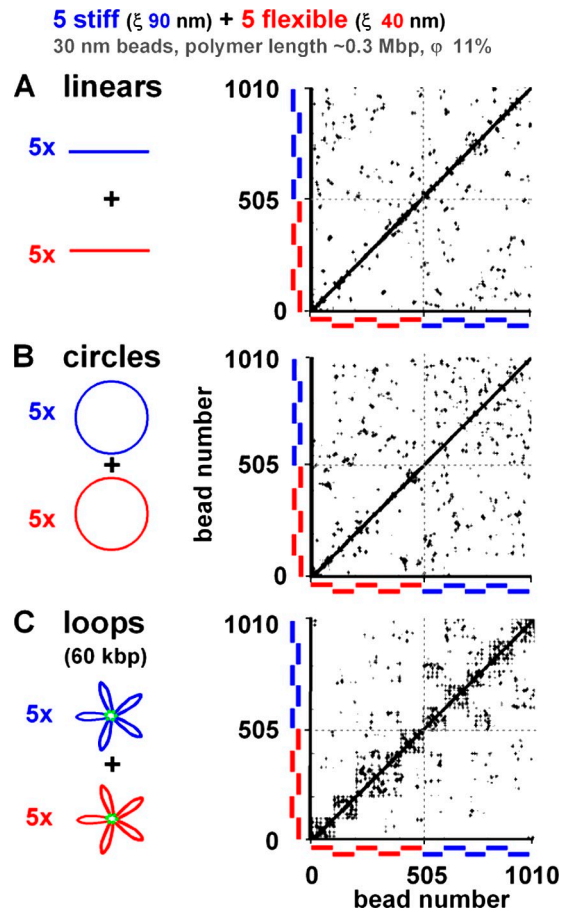 5 stiff (ξ 90 nm) + 5 flexible (ξ 40 nm)
30 nm beads, polymer length ~0.3 Mbp, φ 11%
A linears
5x
+
5x
1010
505
0
B circles
5x
+
5x
1010
505
0
bead number
C loops
(60 kbp)
5x
+
5x
1010
505
0
0 505 1010
bead number